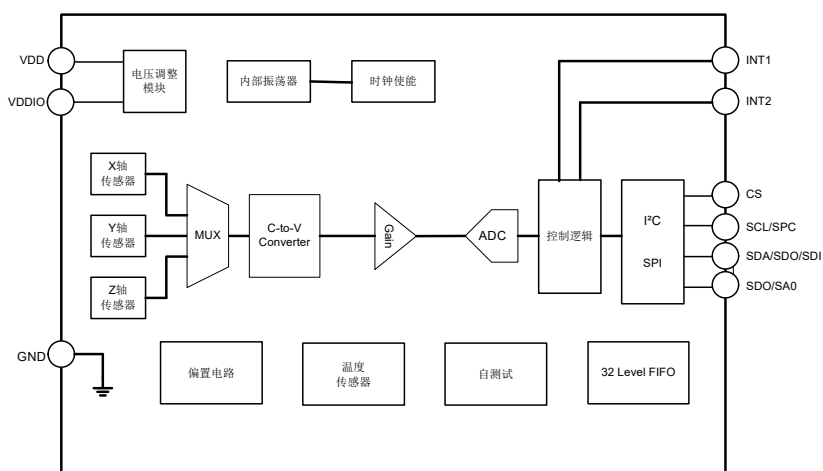 VDD
VDDIO
电压调整
模块
内部振荡器
时钟使能
INT1
INT2
X轴
传感器
Y轴
传感器
Z轴
传感器
MUX
C-to-V
Converter
Gain
ADC
控制逻辑
I²C
SPI
CS
SCL/SPC
SDA/SDO/SDI
SDO/SA0
GND
偏置电路
温度
传感器
自测试
32 Level FIFO